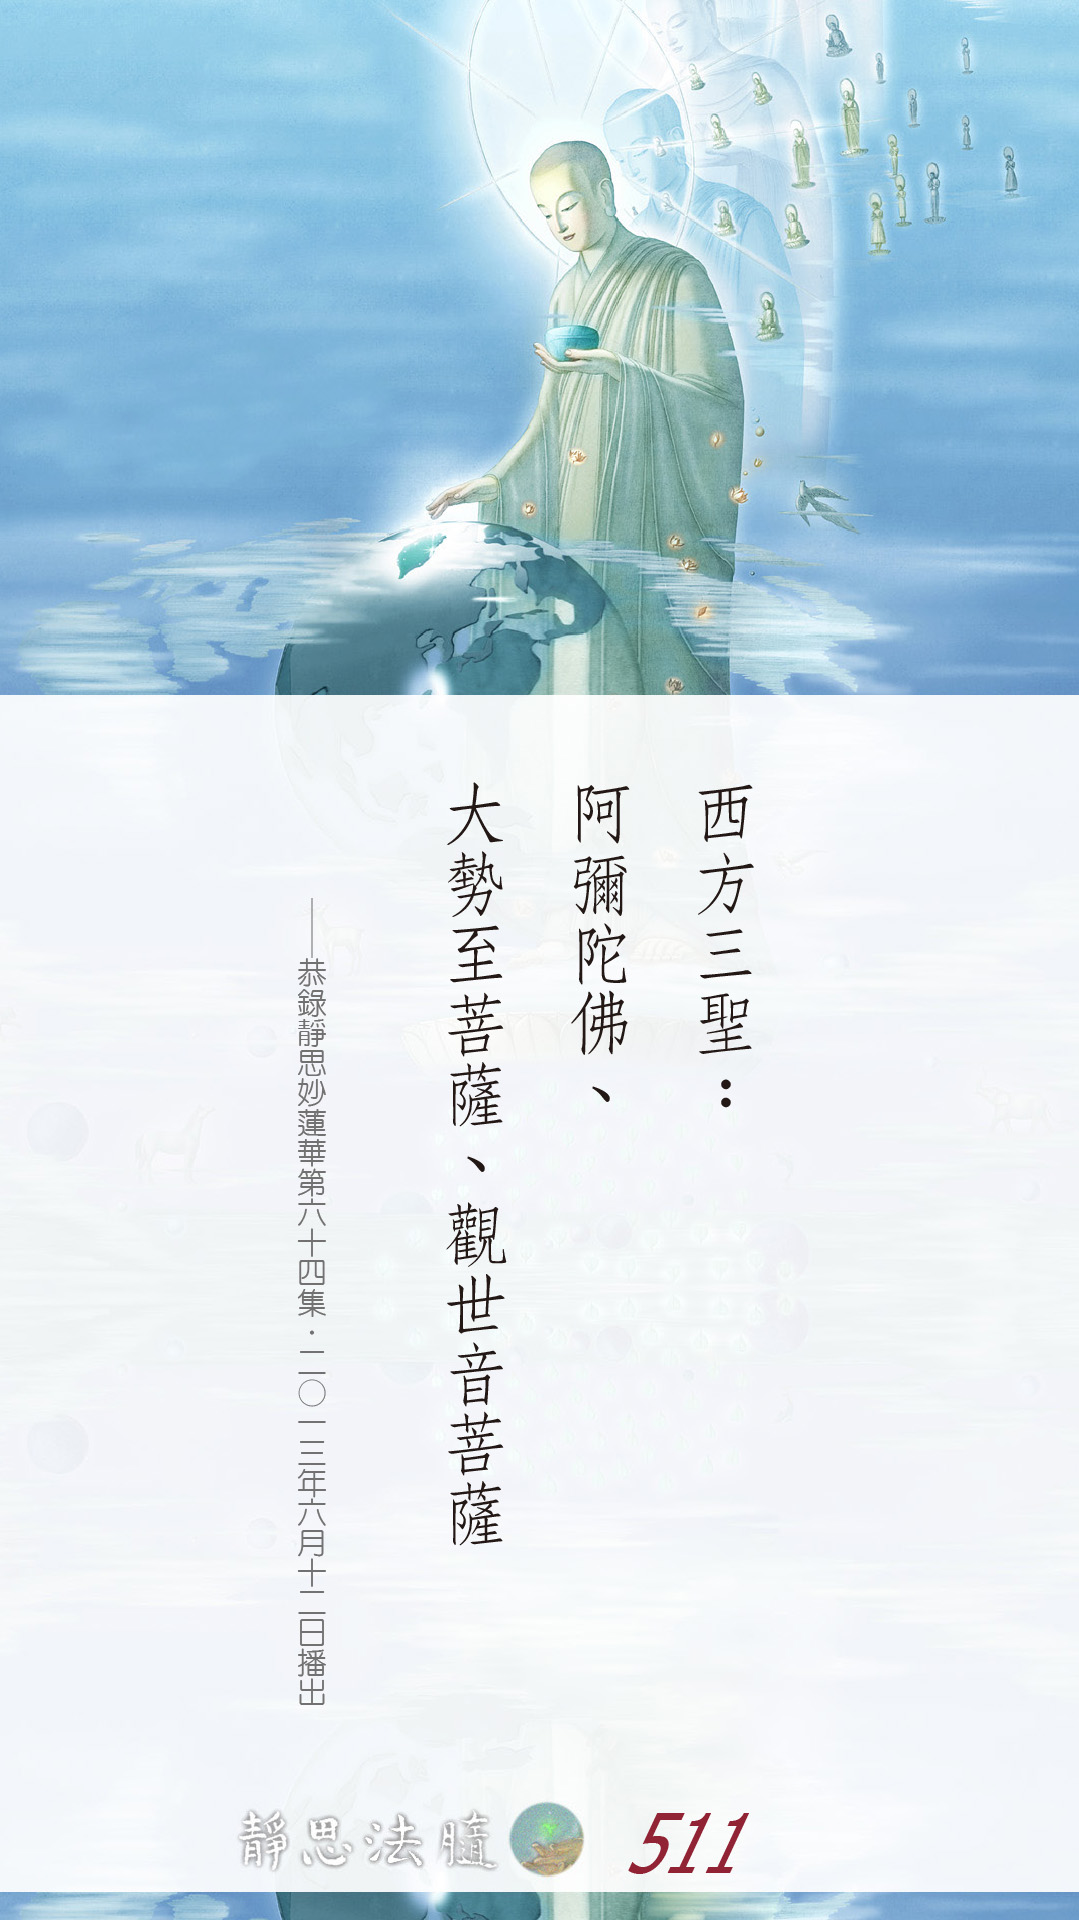 西方三聖：
阿彌陀佛、
大勢至菩薩、觀世音菩薩
——恭錄靜思妙蓮華第六十四集．二〇一三年六月十二日播出
靜思法髓
511